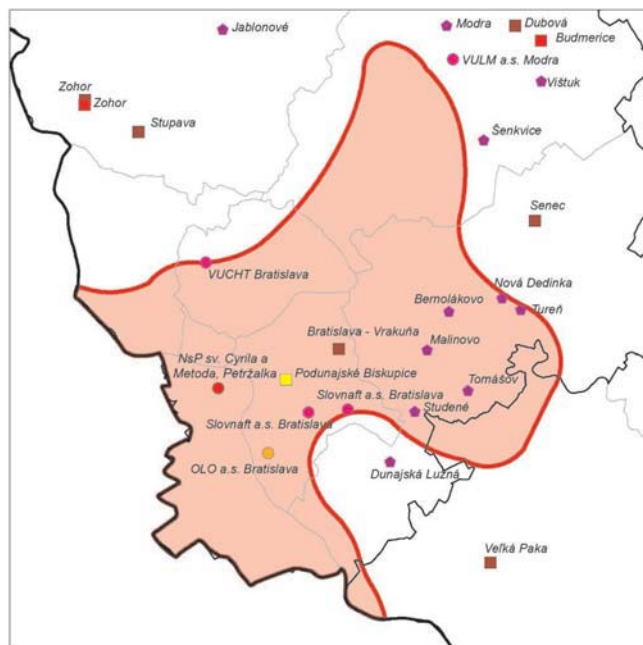 Jablonové
Modra
Dubová
Budmerice
VULM a.s. Modra
Vištuk
Zohor
Zohor
Stupava
Šenkvice
Senec
VUCHT Bratislava
Nová Dedinka
Bernolákovo
Tureň
Bratislava - Vrakuňa
Malinovo
NsP sv. Cyrila a
Metoda, Petržalka
Podunajské Biskupice
Tomášov
Slovnaft a.s. Bratislava
Slovnaft a.s. Bratislava
Studené
OLO a.s. Bratislava
Dunajská Lužná
Veľká Paka